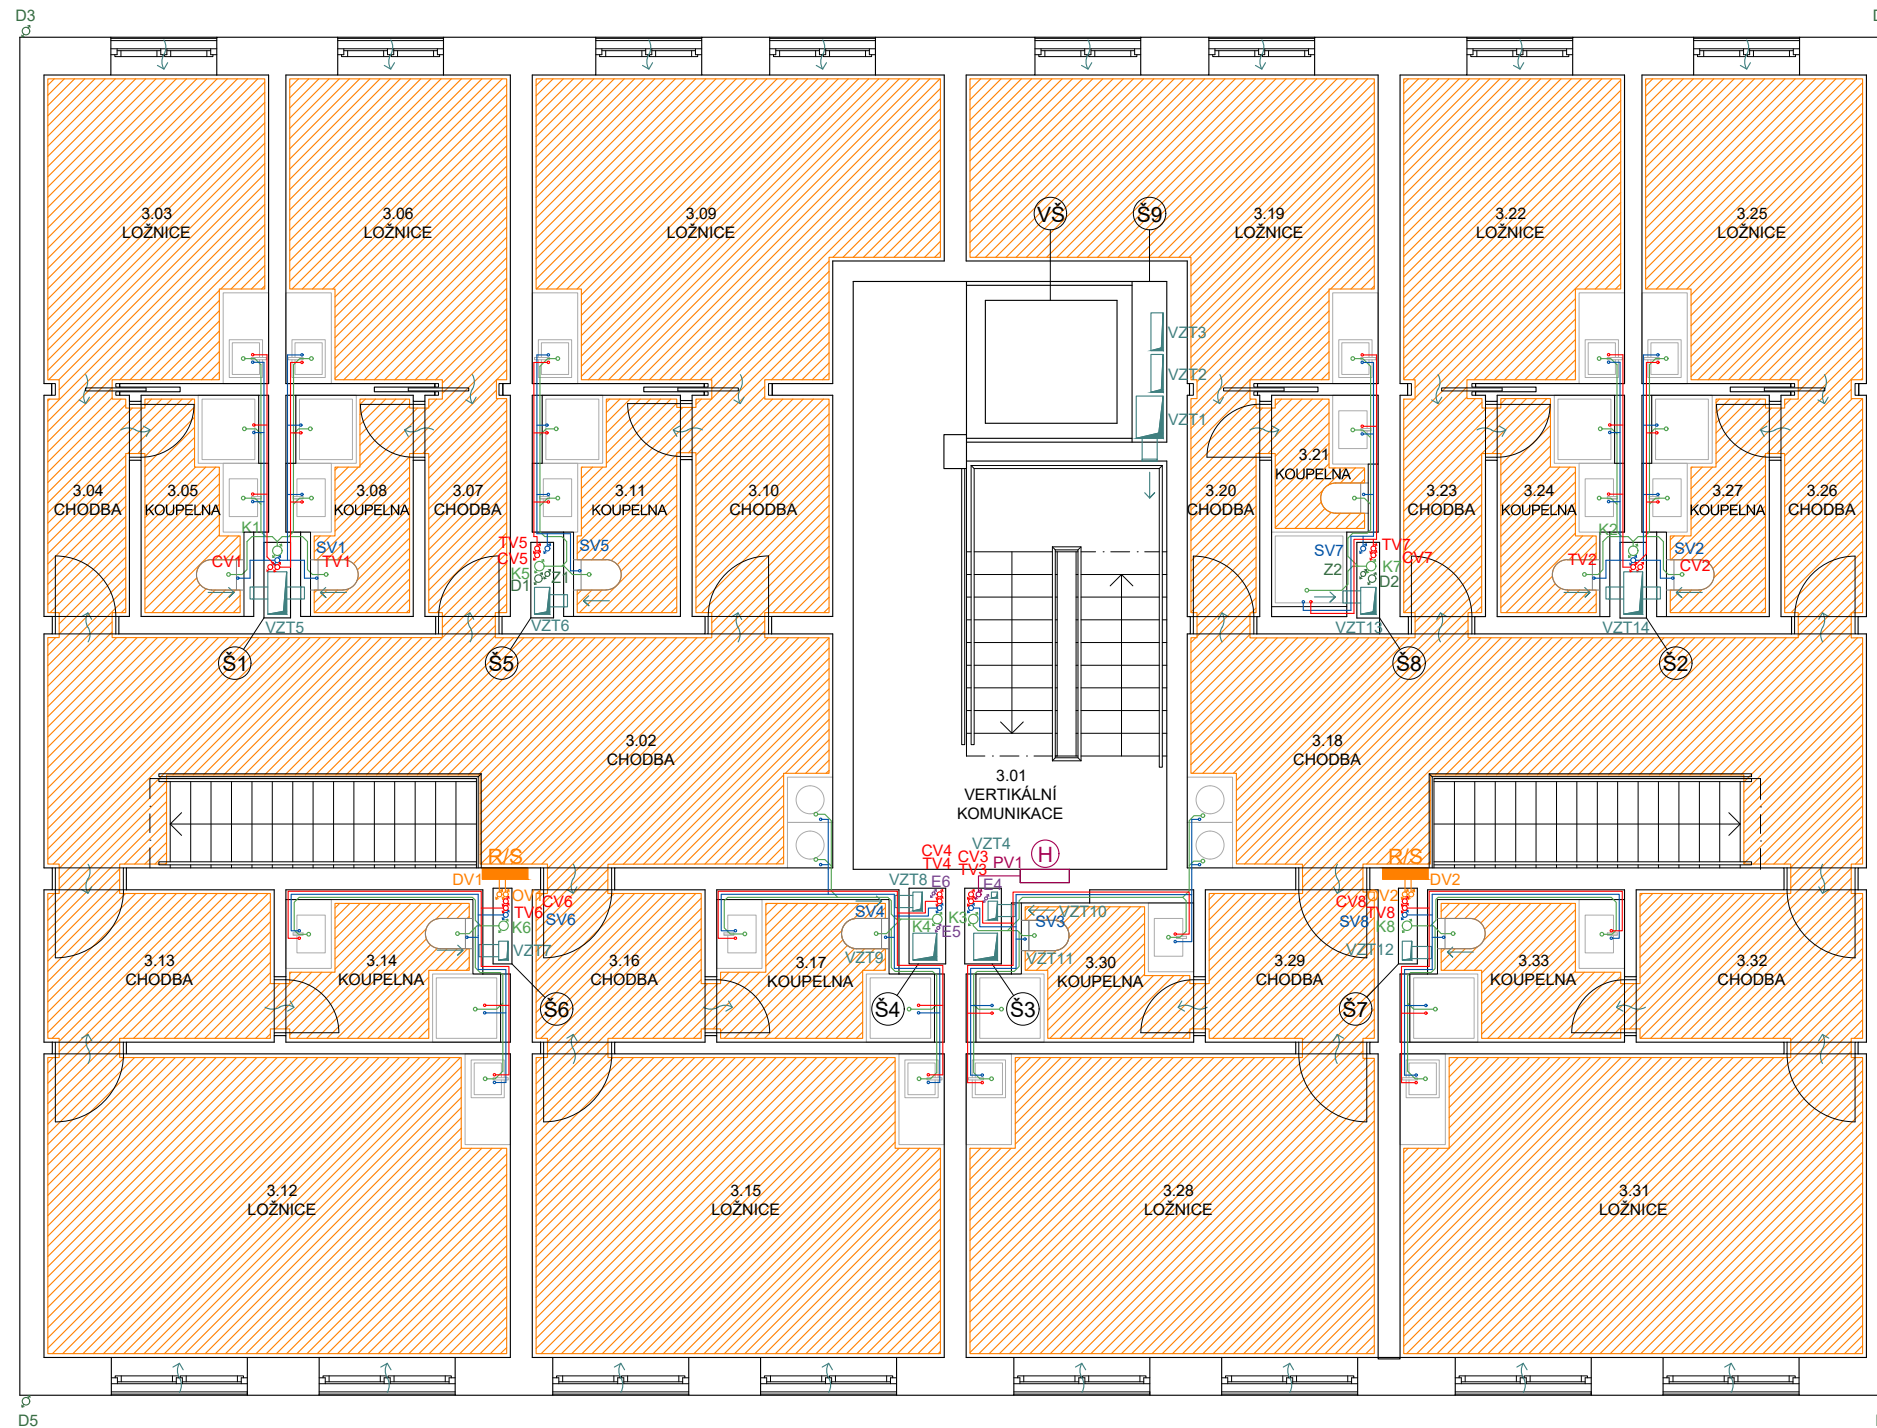 D3
D
3.03
LOŽNICE
3.06
LOŽNICE
3.09
LOŽNICE
VŠ
Š9
3.19
LOŽNICE
3.22
LOŽNICE
3.25
LOŽNICE
VZT3
VZT2
VZT1
3.04
CHODBA
3.05
KOUPELNA
3.08
KOUPELNA
3.07
CHODBA
3.11
KOUPELNA
3.10
CHODBA
3.20
CHODBA
3.21
KOUPELNA
3.23
CHODBA
3.24
KOUPELNA
3.27
KOUPELNA
3.26
CHODBA
K1
CV1
SV1
TV1
VZT5
TV5
CV5
K5
D1
Z1
SV5
VZT6
SV7
Z2
TV7
CV7
K7
D2
VZT13
K2
TV2
SV2
CV2
VZT14
Š1
Š5
Š8
Š2
3.02
CHODBA
3.18
CHODBA
3.01
VERTIKÁLNÍ
KOMUNIKACE
R/S
DV1
OV1
CV6
TV6
SV6
K6
VZT7
CV4
TV4
CV3
TV3
VZT4
PV1
H
VZT8
E6
E4
SV4
K4
E5
K3
SV3
VZT10
VZT9
VZT11
R/S
DV2
OV2
CV8
TV8
SV8
K8
VZT12
3.13
CHODBA
3.14
KOUPELNA
3.16
CHODBA
3.17
KOUPELNA
3.30
KOUPELNA
3.29
CHODBA
3.33
KOUPELNA
3.32
CHODBA
Š6
Š4
Š3
Š7
3.12
LOŽNICE
3.15
LOŽNICE
3.28
LOŽNICE
3.31
LOŽNICE
D5